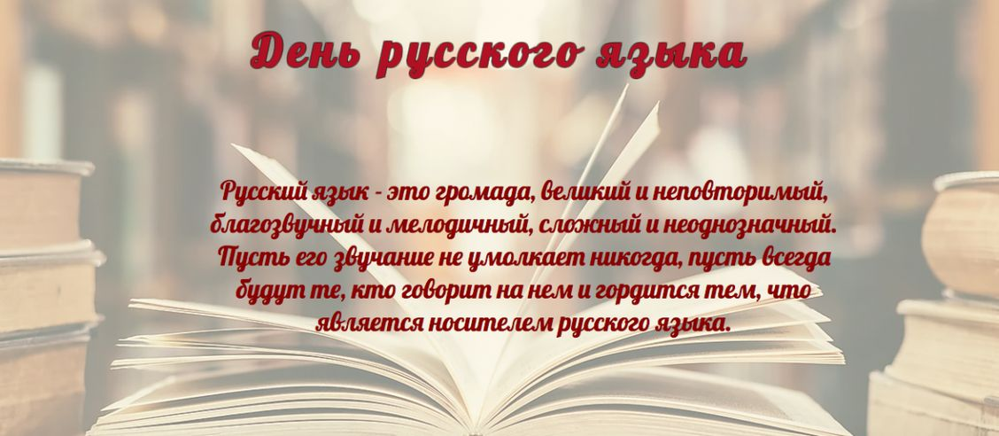 День русского языка
Русский язык - это громада, великий и неповторимый,
благозвучный и мелодичный, сложный и неоднозначный.
Пусть его звучание не умолкает никогда, пусть всегда
будут те, кто говорит на нем и гордится тем, что
является носителем русского языка.